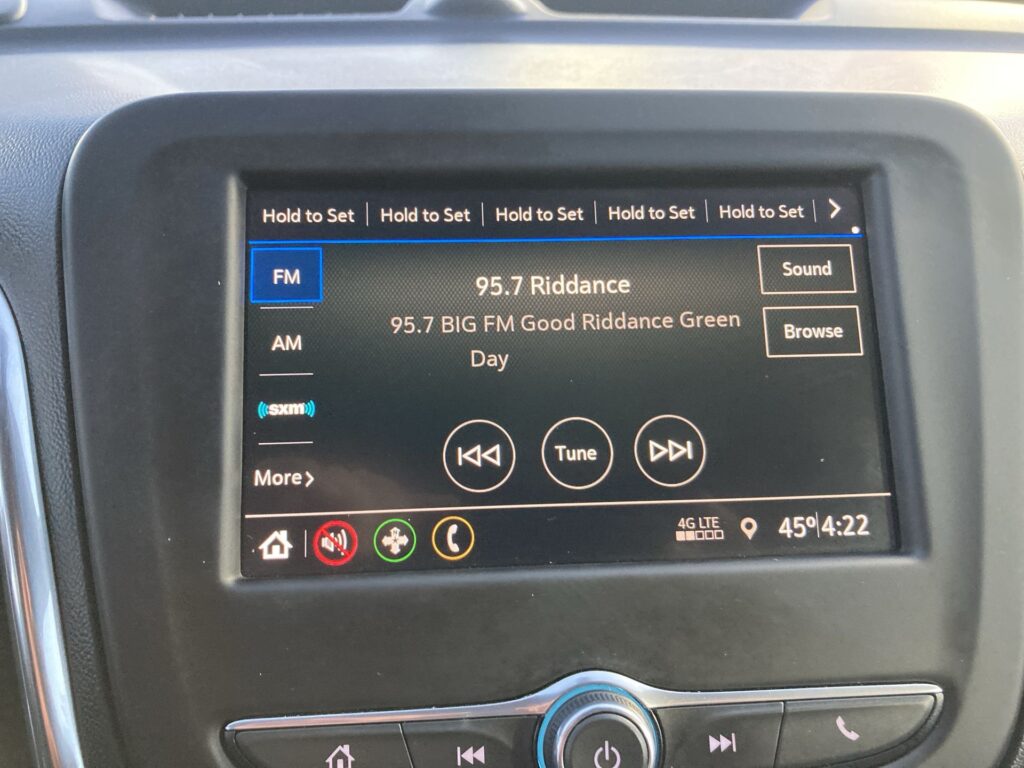 Hold to Set Hold to Set Hold to Set Hold to Set Hold to Set
FM
95.7 Riddance
Sound
95.7 BIG FM Good Riddance Green
Day
Browse
AM
sxm
More
Tune
4G LTE
45° 4:22